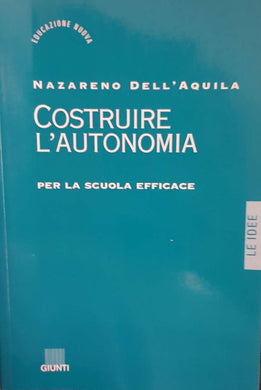 EDUCAZIONE NUOVA
NAZARENO DELL'AQUILA
COSTRUIRE
L'AUTONOMIA
PER LA SCUOLA EFFICACE
LE IDEE
GIUNTI